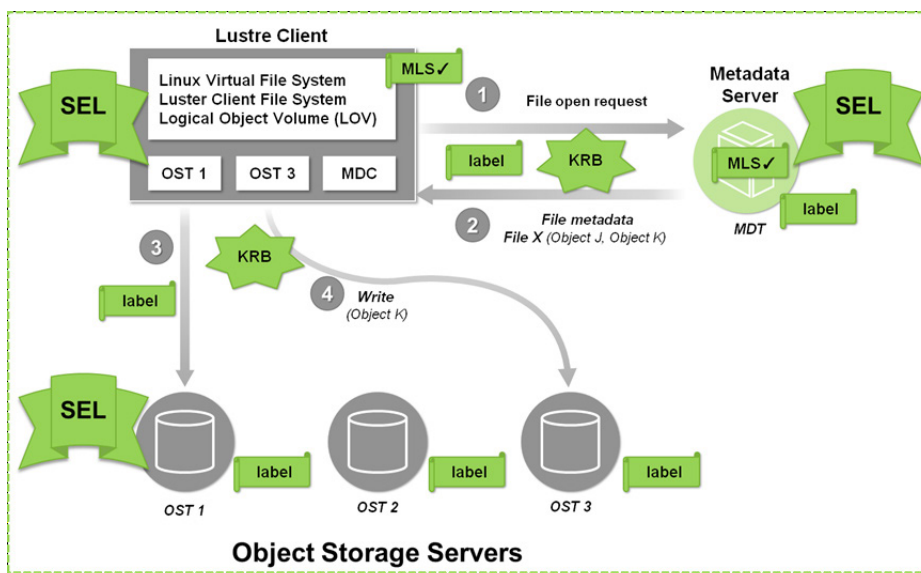 Lustre Client
SEL
Linux Virtual File System
Luster Client File System
Logical Object Volume (LOV)
MLS✓
OST 1
OST 3
MDC
1
File open request
Metadata
Server
SEL
MLS✓
label
MDT
label
KRB
2
File metadata
File X (Object J, Object K)
3
KRB
label
4
Write
(Object K)
SEL
label
OST 1
label
OST 2
label
OST 3
Object Storage Servers